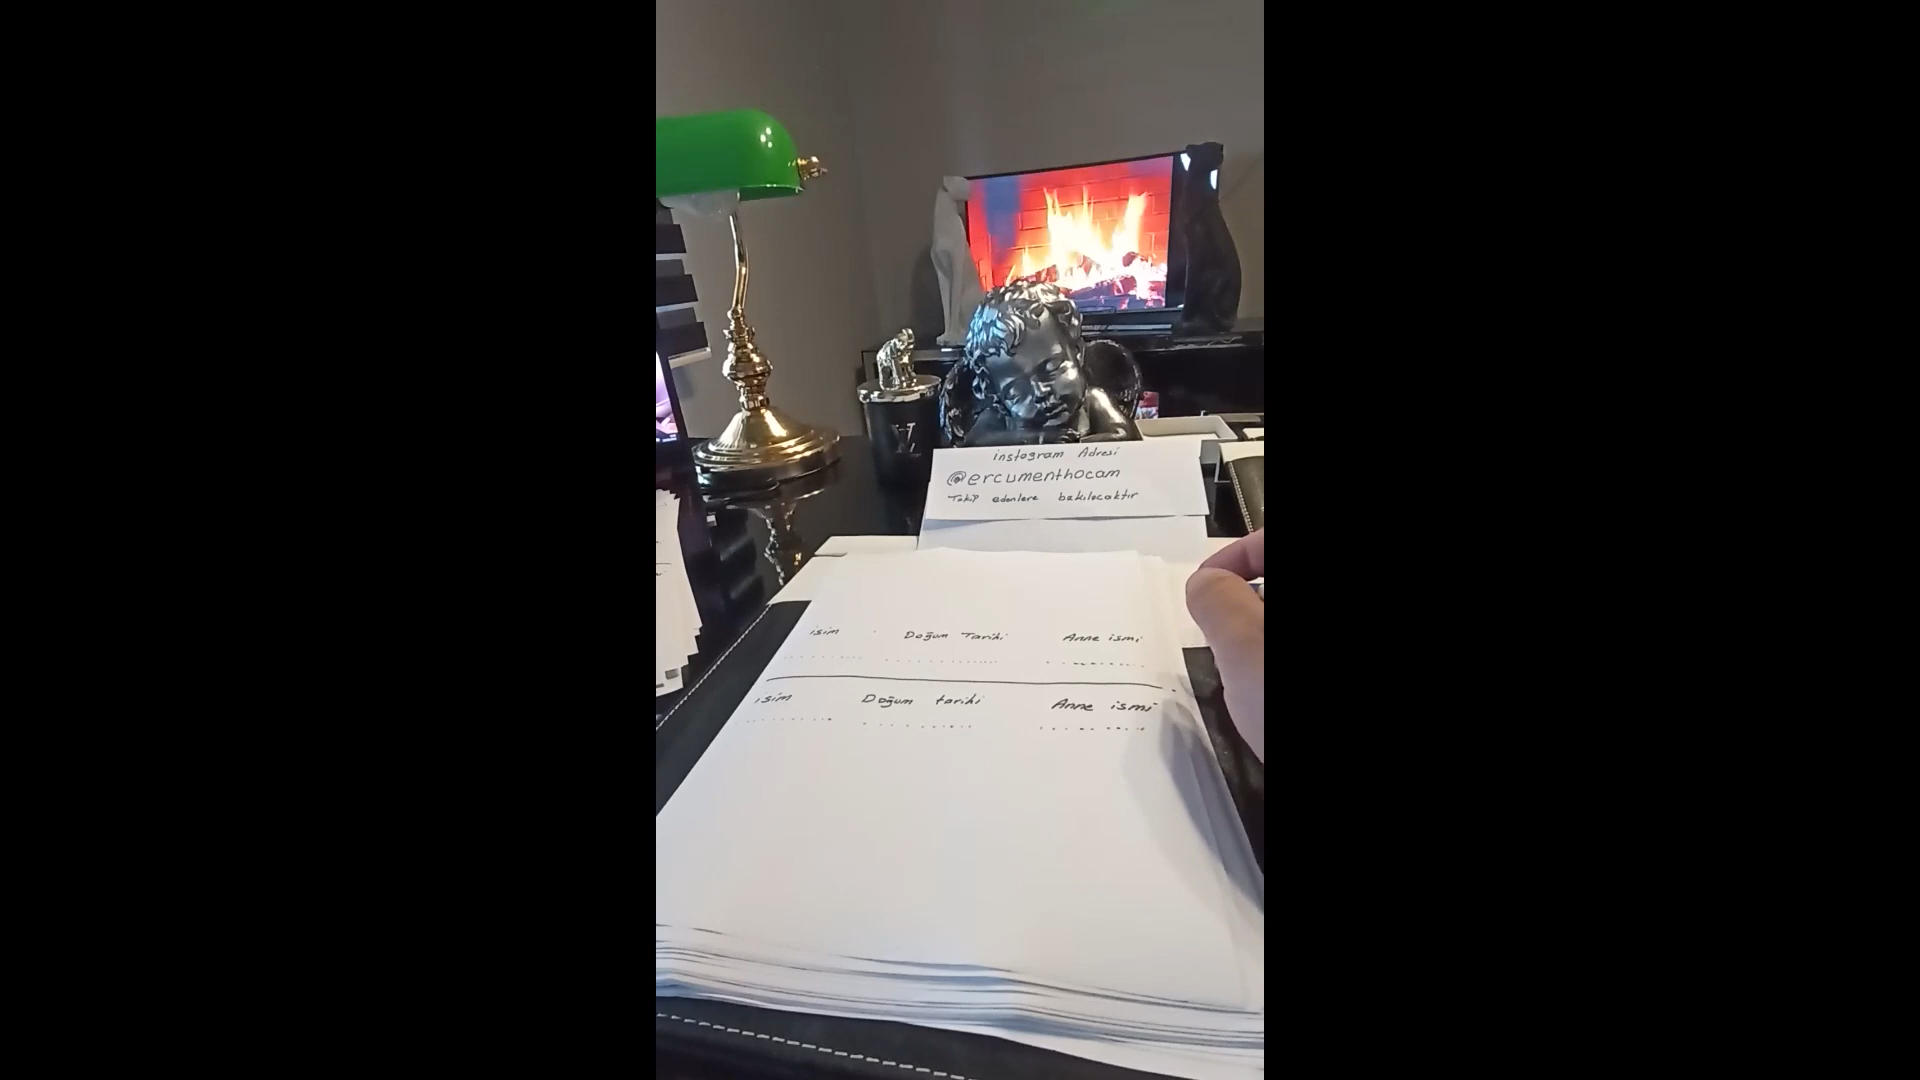 instagram Adresi
@ercumenthocam
Takip edenlere bakılacaktır
isim Doğum Tarihi Anne ismi
isim Doğum tarihi Anne ismi